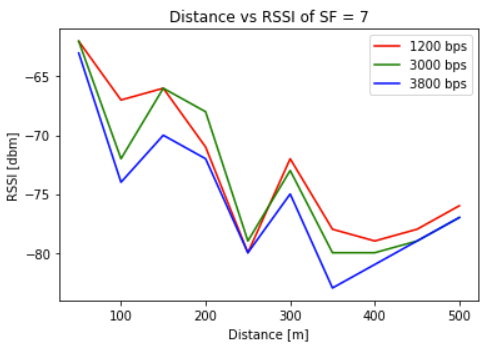 Distance vs RSSI of SF = 7
1200 bps
3000 bps
3800 bps
−65
−70
−75
−80
RSSI [dbm]
100 200 300 400 500
Distance [m]